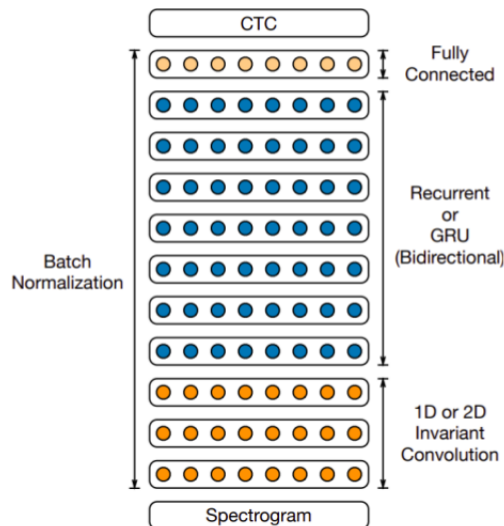 CTC
Fully
Connected
Recurrent
or
GRU
(Bidirectional)
Batch
Normalization
1D or 2D
Invariant
Convolution
Spectrogram